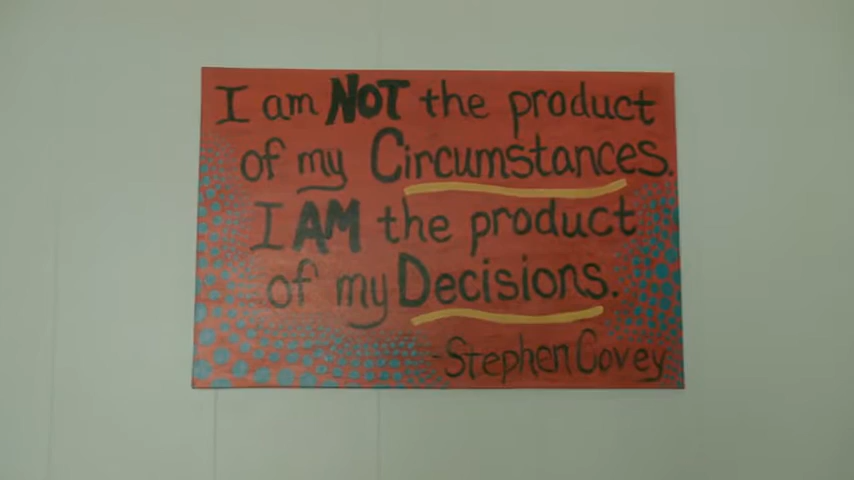 I am NOT the product
of my Circumstances.
I AM the product
of my Decisions.
-Stephen Covey